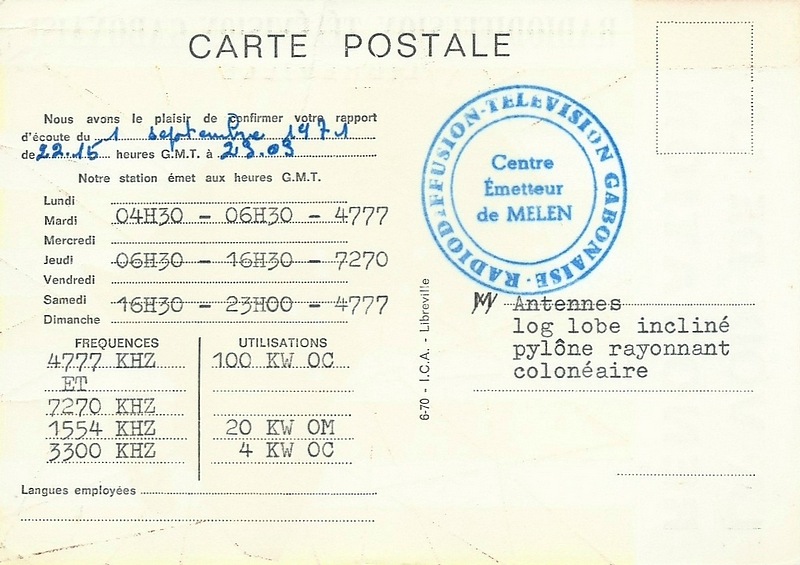 CARTE POSTALE
Nous avons le plaisir de confirmer votre rapport
d'écoute du 1 septembre 1971
de 22.15 heures G.M.T. à 23.03
Notre station émet aux heures G.M.T.
Lundi
Mardi 04H30 - 06H30 - 4777
Mercredi
Jeudi 06H30 - 16H30 - 7270
Vendredi
Samedi 16H30 - 23H00 - 4777
Dimanche
FREQUENCES UTILISATIONS
4777 KHZ 100 KW OC
ET
7270 KHZ
1554 KHZ 20 KW OM
3300 KHZ 4 KW OC
Langues employées
6-70 - I.C.A. - Libreville
RADIODIFFUSION-TELEVISION GABONAISE
Centre
Émetteur
de MELEN
M/ Antennes
log lobe incliné
pylône rayonnant
colonéaire